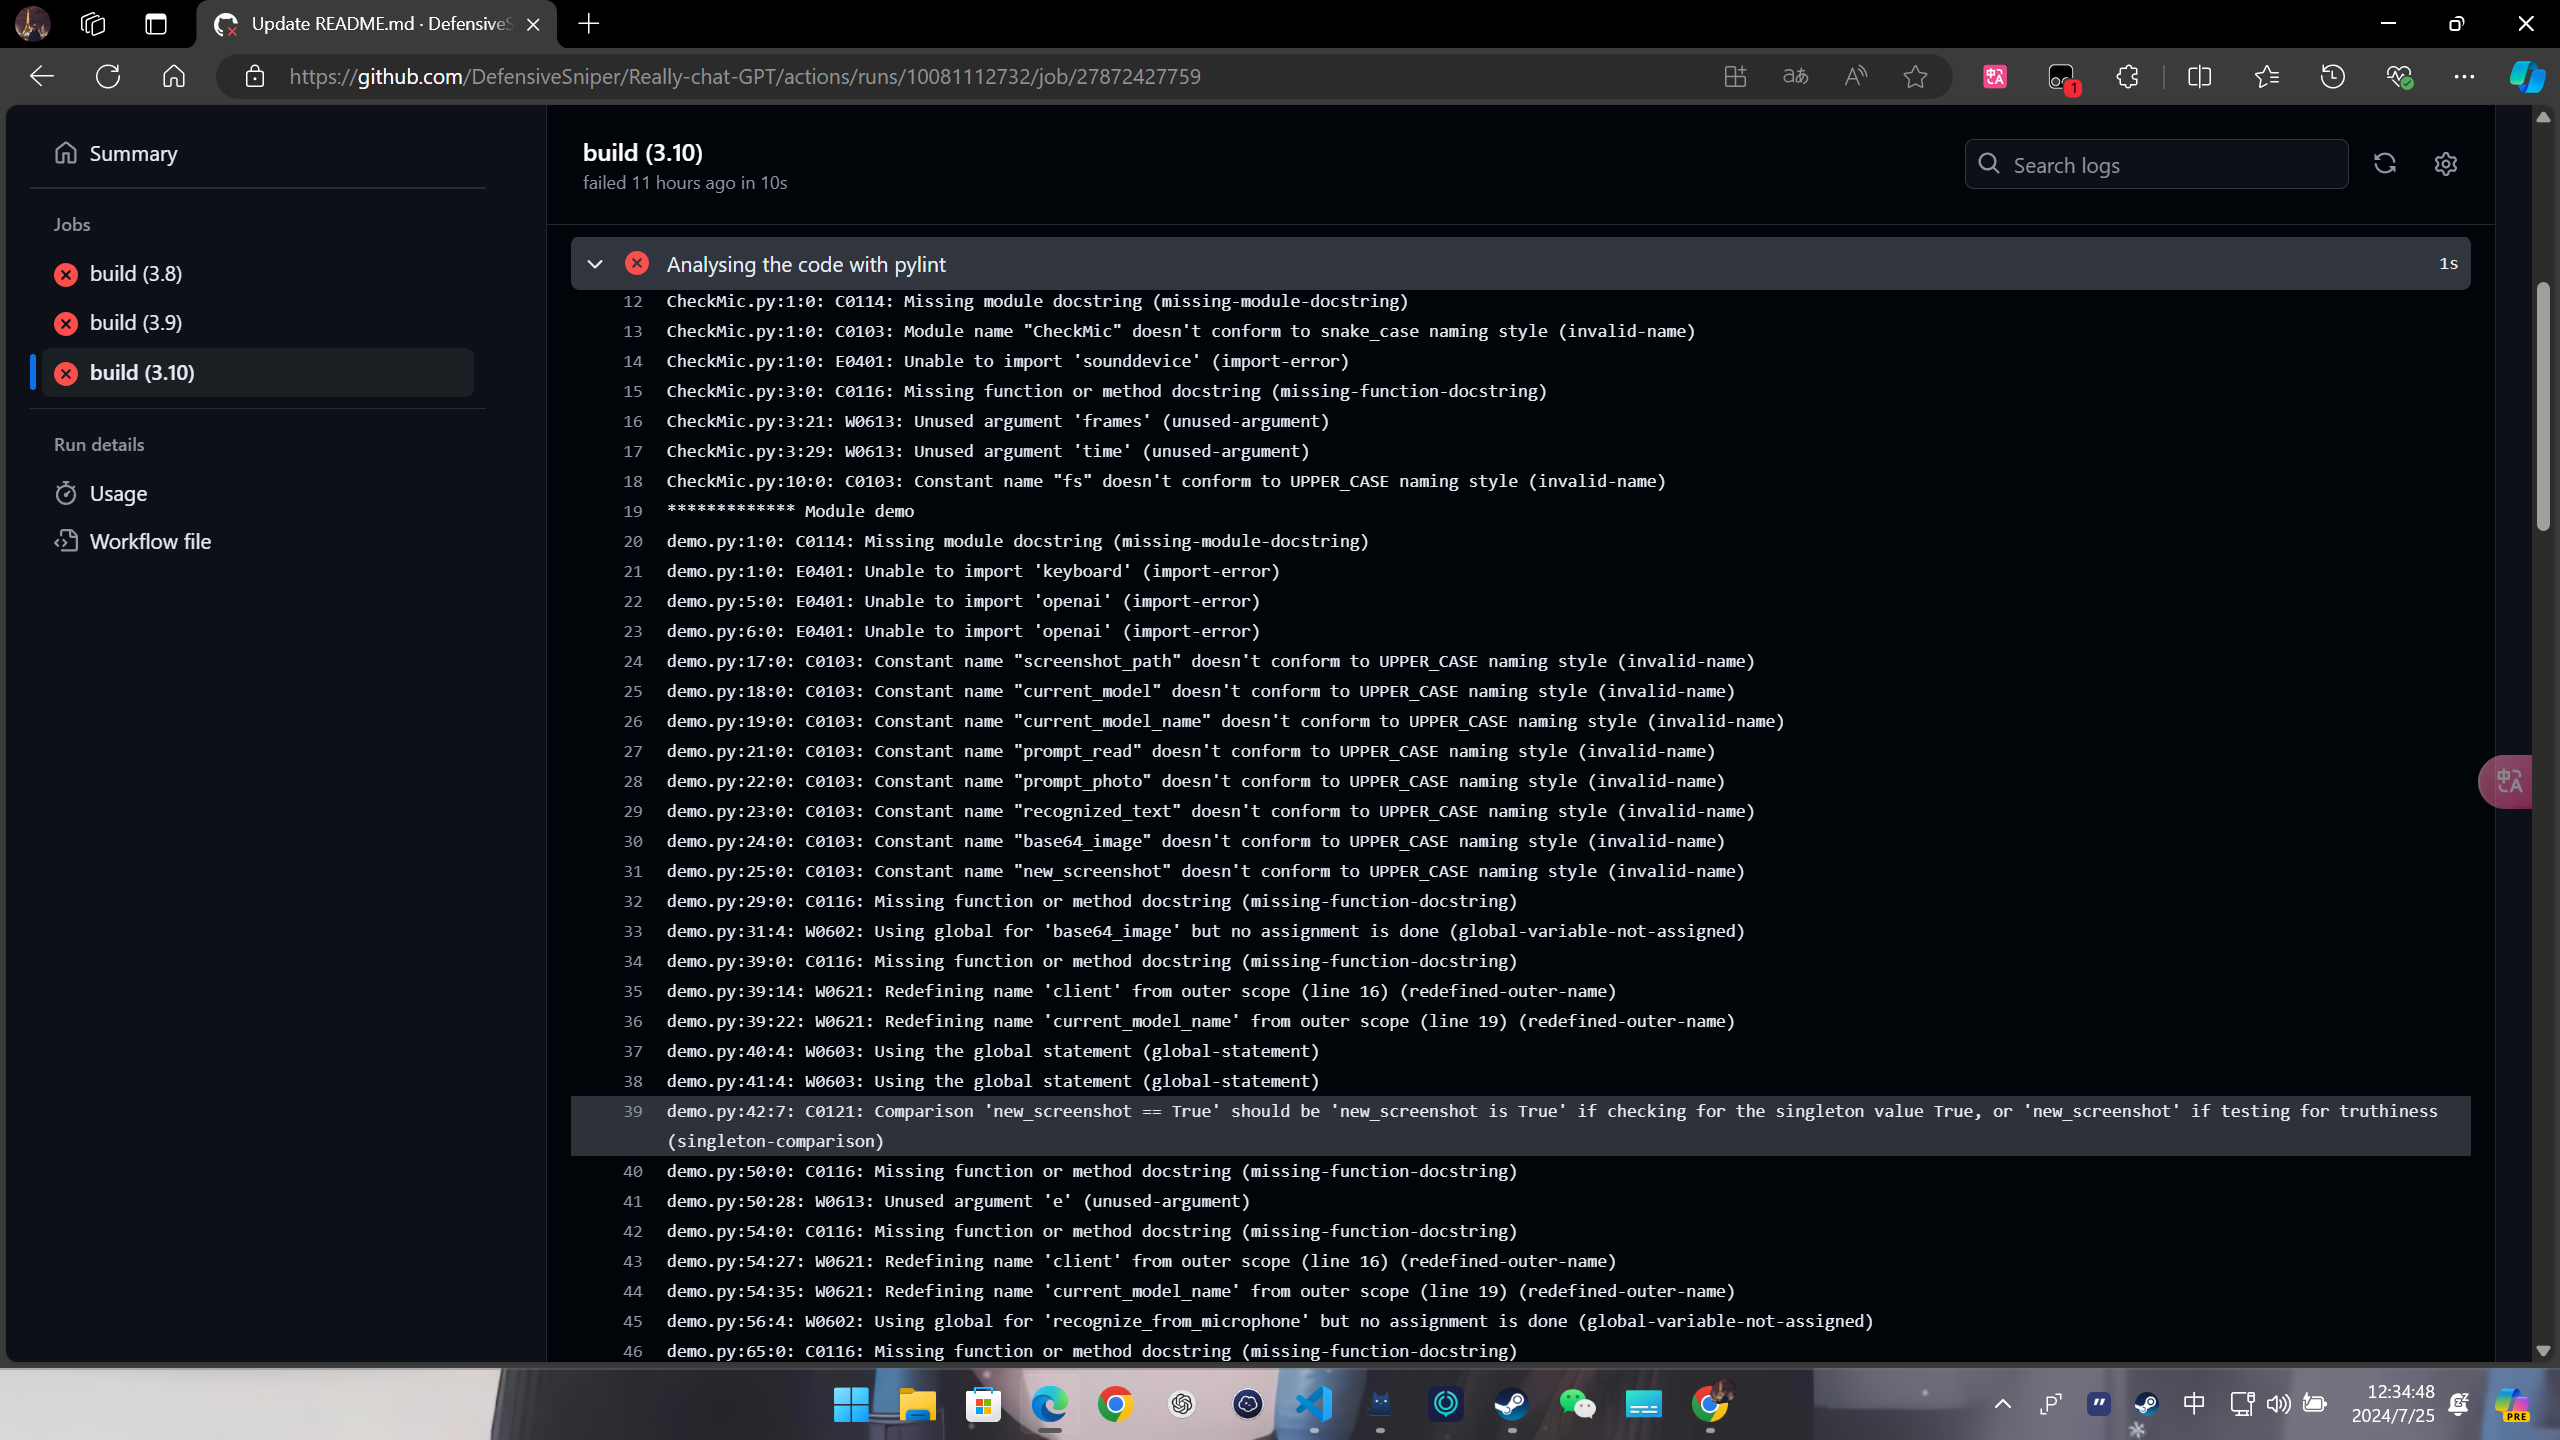 Update README.md · DefensiveS
https://github.com/DefensiveSniper/Really-chat-GPT/actions/runs/10081112732/job/27872427759
1
Summary
Jobs
build (3.8)
build (3.9)
build (3.10)
Run details
Usage
Workflow file
build (3.10)
failed 11 hours ago in 10s
Search logs
Analysing the code with pylint
1s
12 CheckMic.py:1:0: C0114: Missing module docstring (missing-module-docstring)
13 CheckMic.py:1:0: C0103: Module name "CheckMic" doesn't conform to snake_case naming style (invalid-name)
14 CheckMic.py:1:0: E0401: Unable to import 'sounddevice' (import-error)
15 CheckMic.py:3:0: C0116: Missing function or method docstring (missing-function-docstring)
16 CheckMic.py:3:21: W0613: Unused argument 'frames' (unused-argument)
17 CheckMic.py:3:29: W0613: Unused argument 'time' (unused-argument)
18 CheckMic.py:10:0: C0103: Constant name "fs" doesn't conform to UPPER_CASE naming style (invalid-name)
19 ************* Module demo
20 demo.py:1:0: C0114: Missing module docstring (missing-module-docstring)
21 demo.py:1:0: E0401: Unable to import 'keyboard' (import-error)
22 demo.py:5:0: E0401: Unable to import 'openai' (import-error)
23 demo.py:6:0: E0401: Unable to import 'openai' (import-error)
24 demo.py:17:0: C0103: Constant name "screenshot_path" doesn't conform to UPPER_CASE naming style (invalid-name)
25 demo.py:18:0: C0103: Constant name "current_model" doesn't conform to UPPER_CASE naming style (invalid-name)
26 demo.py:19:0: C0103: Constant name "current_model_name" doesn't conform to UPPER_CASE naming style (invalid-name)
27 demo.py:21:0: C0103: Constant name "prompt_read" doesn't conform to UPPER_CASE naming style (invalid-name)
28 demo.py:22:0: C0103: Constant name "prompt_photo" doesn't conform to UPPER_CASE naming style (invalid-name)
29 demo.py:23:0: C0103: Constant name "recognized_text" doesn't conform to UPPER_CASE naming style (invalid-name)
30 demo.py:24:0: C0103: Constant name "base64_image" doesn't conform to UPPER_CASE naming style (invalid-name)
31 demo.py:25:0: C0103: Constant name "new_screenshot" doesn't conform to UPPER_CASE naming style (invalid-name)
32 demo.py:29:0: C0116: Missing function or method docstring (missing-function-docstring)
33 demo.py:31:4: W0602: Using global for 'base64_image' but no assignment is done (global-variable-not-assigned)
34 demo.py:39:0: C0116: Missing function or method docstring (missing-function-docstring)
35 demo.py:39:14: W0621: Redefining name 'client' from outer scope (line 16) (redefined-outer-name)
36 demo.py:39:22: W0621: Redefining name 'current_model_name' from outer scope (line 19) (redefined-outer-name)
37 demo.py:40:4: W0603: Using the global statement (global-statement)
38 demo.py:41:4: W0603: Using the global statement (global-statement)
39 demo.py:42:7: C0121: Comparison 'new_screenshot == True' should be 'new_screenshot is True' if checking for the singleton value True, or 'new_screenshot' if testing for truthiness
(singleton-comparison)
40 demo.py:50:0: C0116: Missing function or method docstring (missing-function-docstring)
41 demo.py:50:28: W0613: Unused argument 'e' (unused-argument)
42 demo.py:54:0: C0116: Missing function or method docstring (missing-function-docstring)
43 demo.py:54:27: W0621: Redefining name 'client' from outer scope (line 16) (redefined-outer-name)
44 demo.py:54:35: W0621: Redefining name 'current_model_name' from outer scope (line 19) (redefined-outer-name)
45 demo.py:56:4: W0602: Using global for 'recognize_from_microphone' but no assignment is done (global-variable-not-assigned)
46 demo.py:65:0: C0116: Missing function or method docstring (missing-function-docstring)
中
12:34:48
2024/7/25
PRE